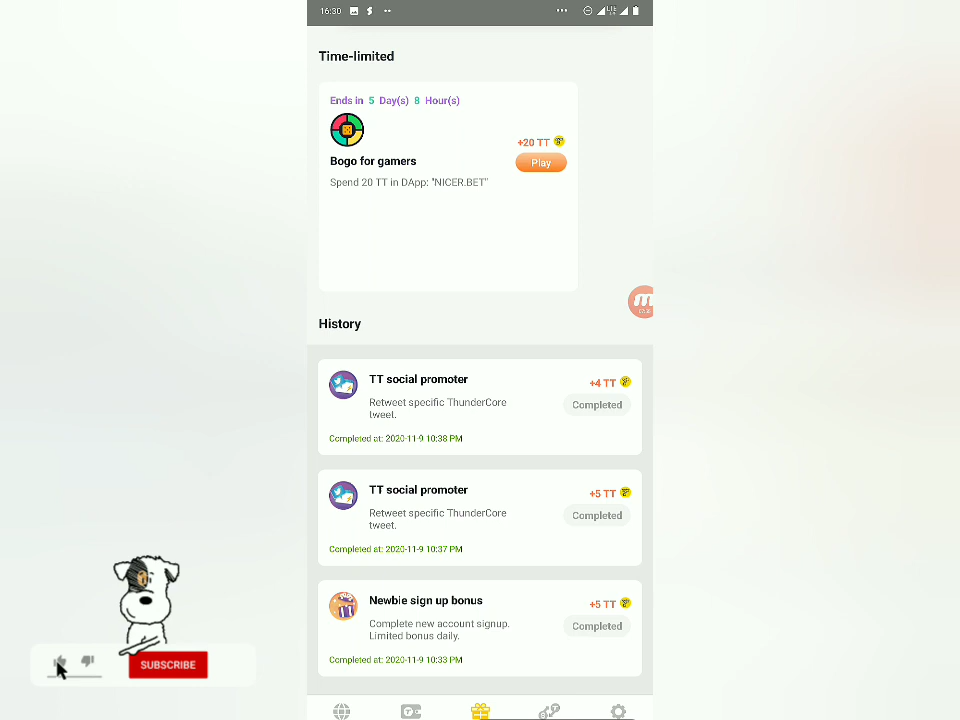 16:30
LTE
Time-limited
Ends in 5 Day(s) 8 Hour(s)
+20 TT
Bogo for gamers
Play
Spend 20 TT in DApp: "NICER.BET"
History
TT social promoter
+4 TT
Retweet specific ThunderCore
tweet.
Completed
Completed at: 2020-11-9 10:38 PM
TT social promoter
+5 TT
Retweet specific ThunderCore
tweet.
Completed
Completed at: 2020-11-9 10:37 PM
Newbie sign up bonus
+5 TT
Complete new account signup.
Limited bonus daily.
Completed
Completed at: 2020-11-9 10:33 PM
SUBSCRIBE